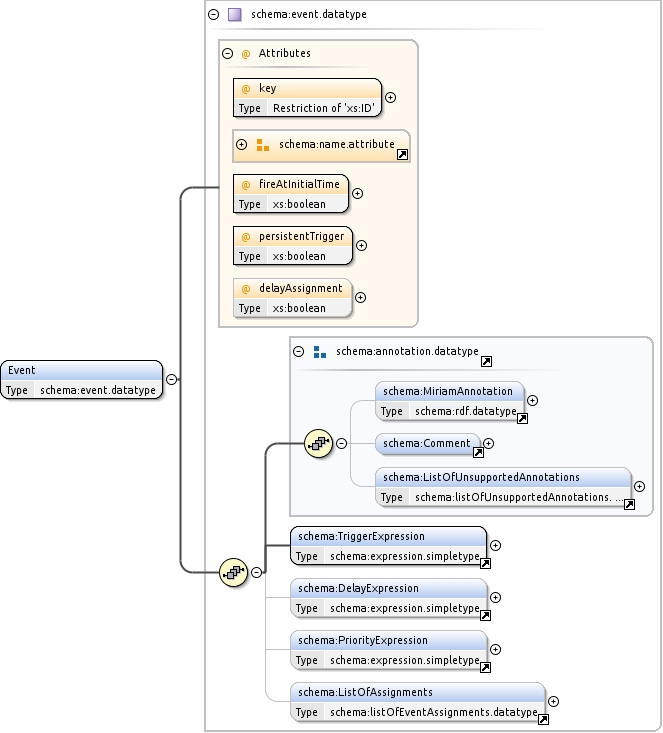 schema:event.datatype
@ Attributes
@ key
Type Restriction of 'xs:ID'
schema:name.attribute
@ fireAtInitialTime
Type xs:boolean
@ persistentTrigger
Type xs:boolean
@ delayAssignment
Type xs:boolean
Event
Type schema:event.datatype
schema:annotation.datatype
schema:MiriamAnnotation
Type schema:rdf.datatype
schema:Comment
schema:ListOfUnsupportedAnnotations
Type schema:listOfUnsupportedAnnotations. ...
schema:TriggerExpression
Type schema:expression.simpletype
schema:DelayExpression
Type schema:expression.simpletype
schema:PriorityExpression
Type schema:expression.simpletype
schema:ListOfAssignments
Type schema:listOfEventAssignments.datatype